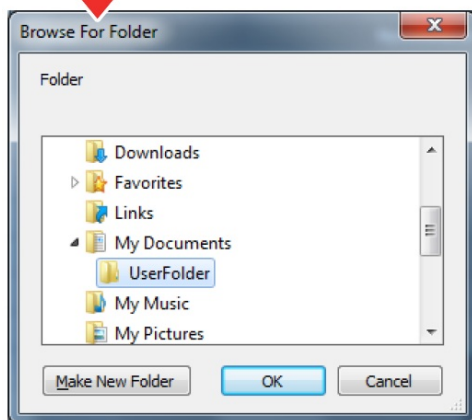 Browse For Folder
Folder
Downloads
Favorites
Links
My Documents
UserFolder
My Music
My Pictures
Make New Folder OK Cancel